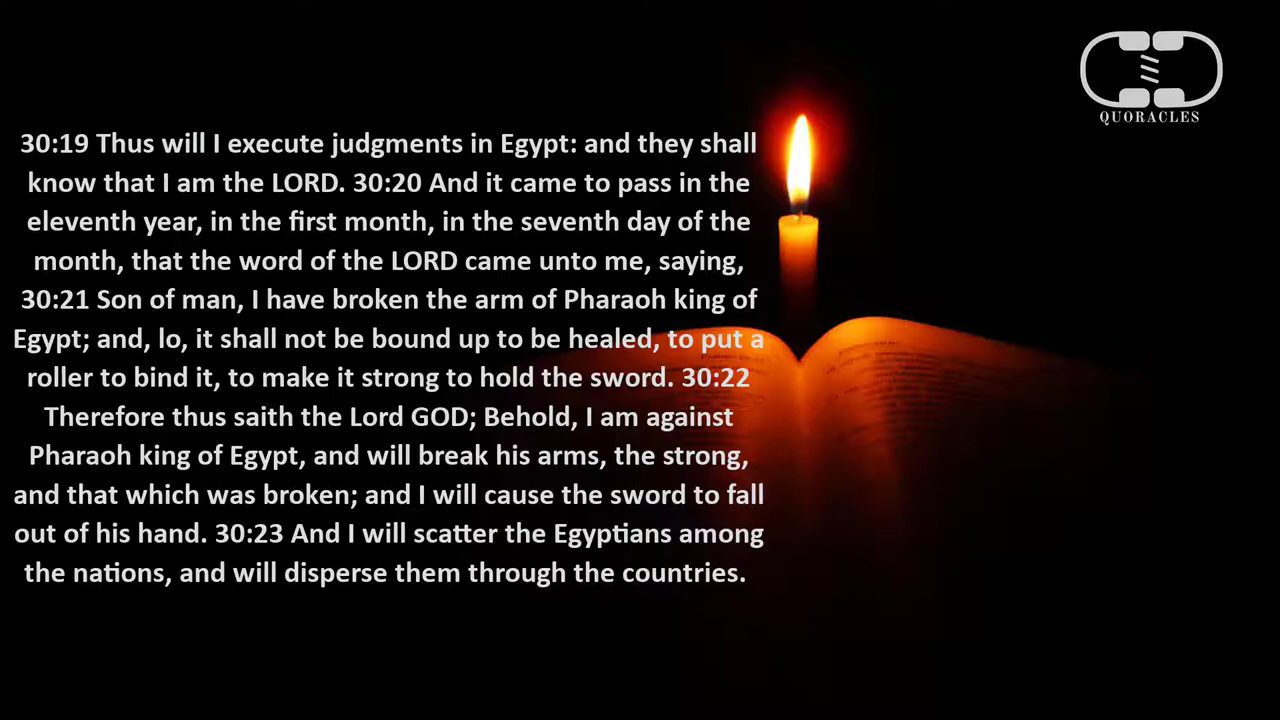 QUORACLES
30:19 Thus will I execute judgments in Egypt: and they shall
know that I am the LORD. 30:20 And it came to pass in the
eleventh year, in the first month, in the seventh day of the
month, that the word of the LORD came unto me, saying,
30:21 Son of man, I have broken the arm of Pharaoh king of
Egypt; and, lo, it shall not be bound up to be healed, to put a
roller to bind it, to make it strong to hold the sword. 30:22
Therefore thus saith the Lord GOD; Behold, I am against
Pharaoh king of Egypt, and will break his arms, the strong,
and that which was broken; and I will cause the sword to fall
out of his hand. 30:23 And I will scatter the Egyptians among
the nations, and will disperse them through the countries.